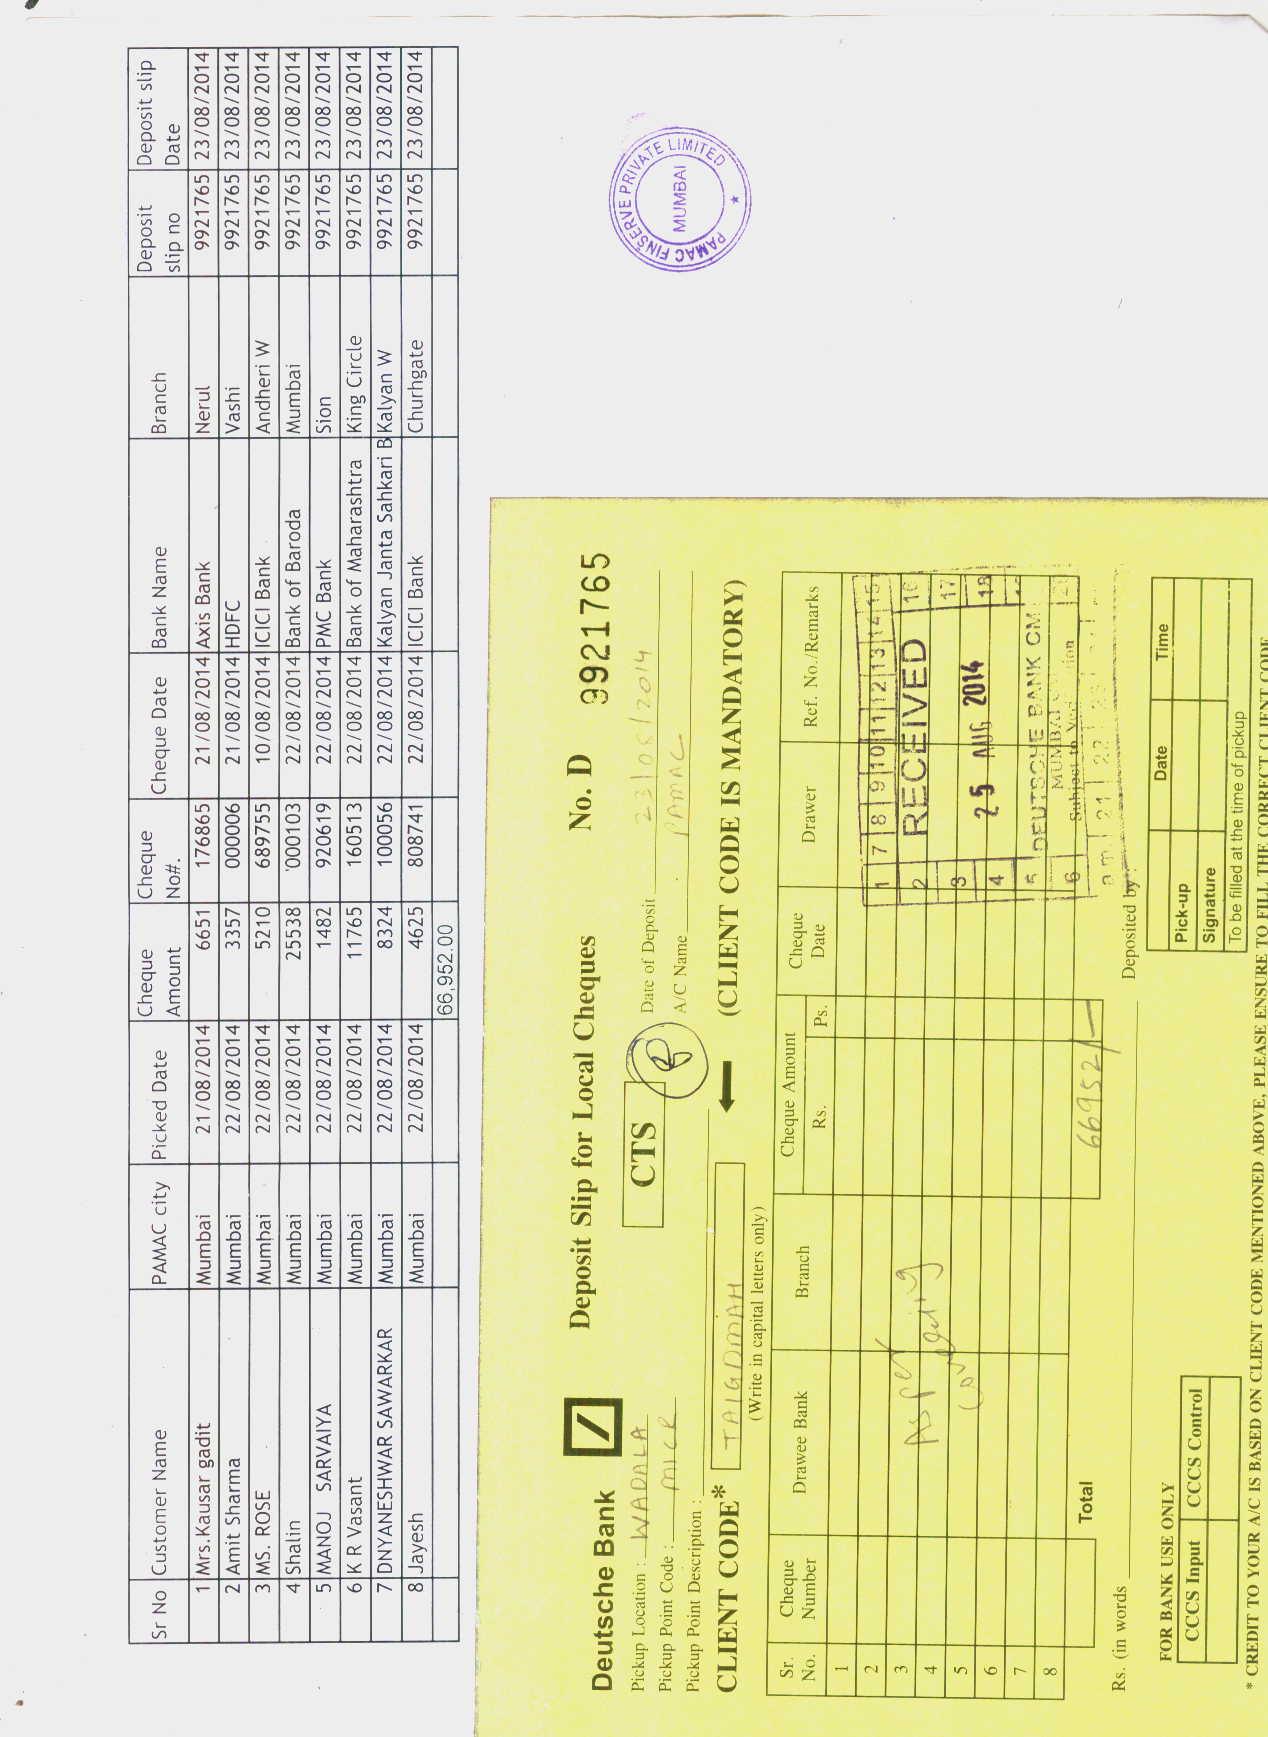 Sr No Customer Name PAMAC city Picked Date Cheque Amount Cheque No#. Cheque Date Bank Name Branch Deposit slip no Deposit slip Date
1 Mrs.Kausar gadit Mumbai 21/08/2014 6651 176865 21/08/2014 Axis Bank Nerul 9921765 23/08/2014
2 Amit Sharma Mumbai 22/08/2014 3357 000006 21/08/2014 HDFC Vashi 9921765 23/08/2014
3 MS. ROSE Mumbai 22/08/2014 5210 689755 10/08/2014 ICICI Bank Andheri W 9921765 23/08/2014
4 Shalin Mumbai 22/08/2014 25538 '000103 22/08/2014 Bank of Baroda Mumbai 9921765 23/08/2014
5 MANOJ SARVAIYA Mumbai 22/08/2014 1482 920619 22/08/2014 PMC Bank Sion 9921765 23/08/2014
6 K R Vasant Mumbai 22/08/2014 11765 160513 22/08/2014 Bank of Maharashtra King Circle 9921765 23/08/2014
7 DNYANESHWAR SAWARKAR Mumbai 22/08/2014 8324 100056 22/08/2014 Kalyan Janta Sahkari B Kalyan W 9921765 23/08/2014
8 Jayesh Mumbai 22/08/2014 4625 808741 22/08/2014 ICICI Bank Churhgate 9921765 23/08/2014
66,952.00
PAMAC FINSERVE PRIVATE LIMITED
MUMBAI
Deutsche Bank Deposit Slip for Local Cheques No. D 9921765
Pickup Location : WADALA CTS Date of Deposit 23/08/2014
Pickup Point Code : MICR A/C Name PAMAC
Pickup Point Description :
CLIENT CODE* TAIGDMAH (CLIENT CODE IS MANDATORY)
(Write in capital letters only)
Sr. No. Cheque Number Drawee Bank Branch Cheque Amount Rs. Ps. Cheque Date Drawer Ref. No./Remarks
1
2
3 As per
4
5
6
7
8
7 8 9 10 11 12 13 14 15
1 2 3 4 5 6
16 17 18
RECEIVED
25 AUG 2014
DEUTSCHE BANK CM
MUMBAI
Subject to
Total 66952/-
Rs. (in words Deposited by :
FOR BANK USE ONLY
CCCS Input CCCS Control
Date Time
Pick-up
Signature
To be filled at the time of pickup
* CREDIT TO YOUR A/C IS BASED ON CLIENT CODE MENTIONED ABOVE, PLEASE ENSURE TO FILL THE CORRECT CLIENT CODE